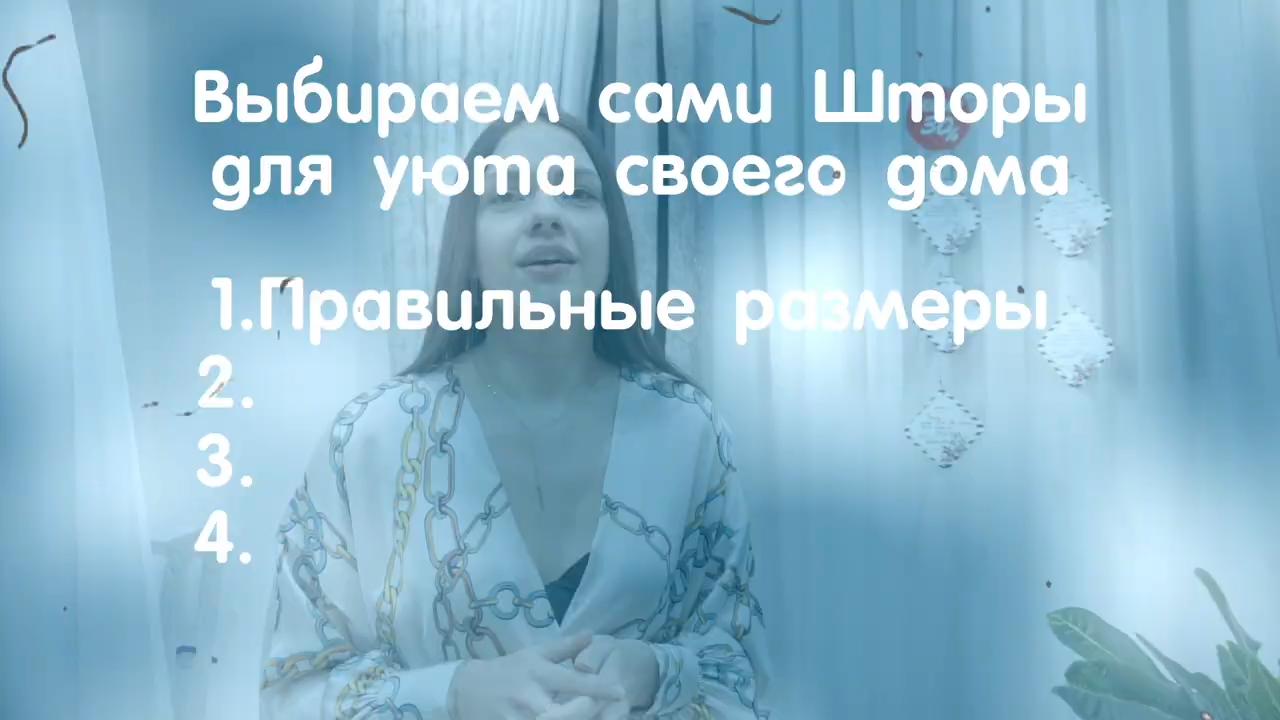 Выбираем сами Шторы
для уюта своего дома
1.Правильные размеры
2.
3.
4.